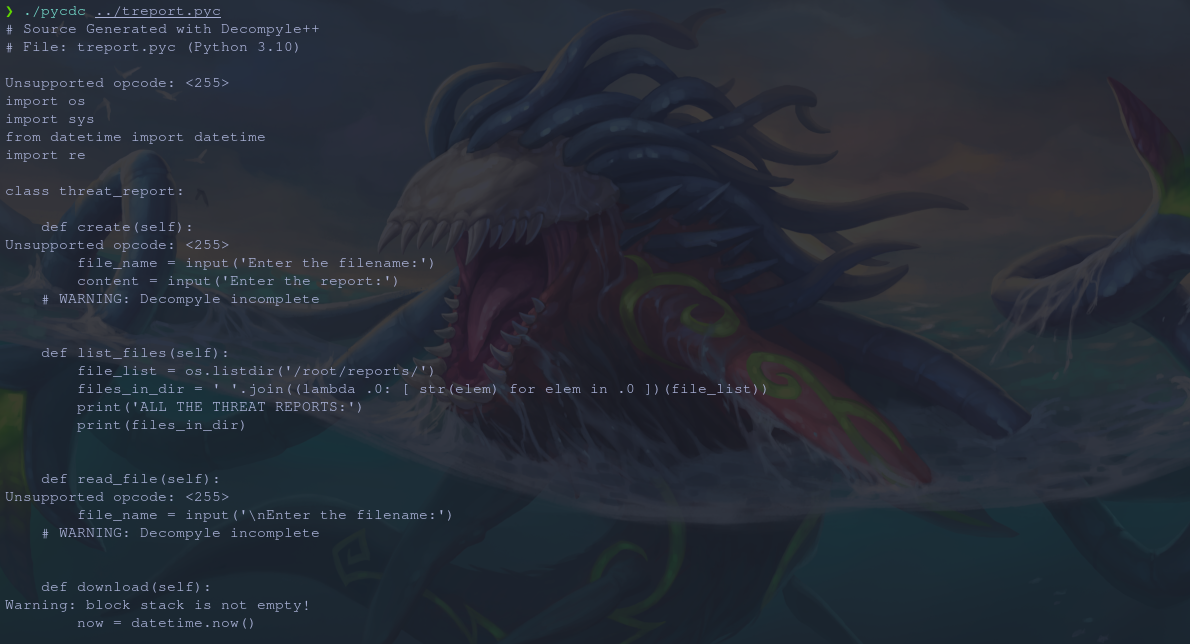 ❯ ./pycdc ../treport.pyc
# Source Generated with Decompyle++
# File: treport.pyc (Python 3.10)
Unsupported opcode: <255>
import os
import sys
from datetime import datetime
import re
class threat_report:
    def create(self):
Unsupported opcode: <255>
        file_name = input('Enter the filename:')
        content = input('Enter the report:')
    # WARNING: Decompyle incomplete
    def list_files(self):
        file_list = os.listdir('/root/reports/')
        files_in_dir = ' '.join((lambda .0: [ str(elem) for elem in .0 ])(file_list))
        print('ALL THE THREAT REPORTS:')
        print(files_in_dir)
    def read_file(self):
Unsupported opcode: <255>
        file_name = input('\nEnter the filename:')
    # WARNING: Decompyle incomplete
    def download(self):
Warning: block stack is not empty!
        now = datetime.now()